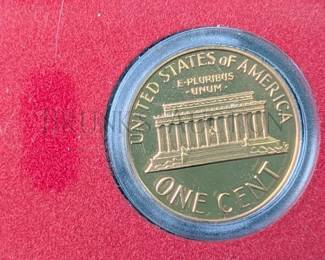 UNITED STATES of AMERICA
E·PLURIBUS
·UNUM·
ONE CENT